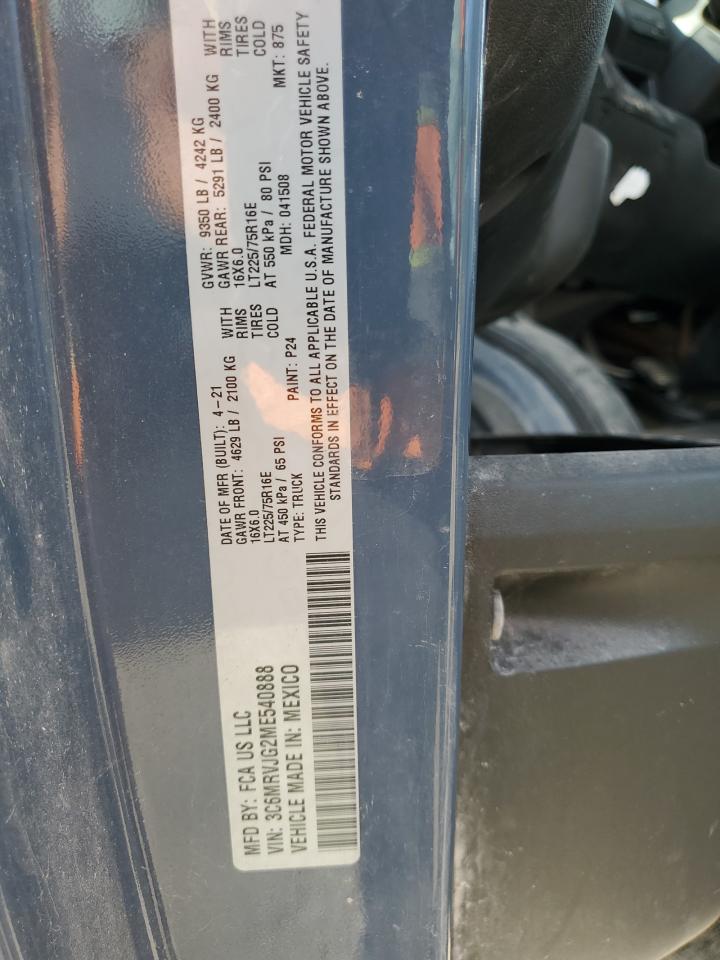 MFD BY: FCA US LLC
VIN: 3C6MRVJG2ME540888
VEHICLE MADE IN: MEXICO
DATE OF MFR (BUILT): 4-21 GVWR: 9350 LB / 4242 KG
GAWR FRONT: 4629 LB / 2100 KG WITH GAWR REAR: 5291 LB / 2400 KG WITH
16X6.0 RIMS 16X6.0 RIMS
LT225/75R16E TIRES LT225/75R16E TIRES
AT 450 kPa / 65 PSI COLD AT 550 kPa / 80 PSI COLD
TYPE: TRUCK PAINT: P24 MDH: 041508 MKT: 875
THIS VEHICLE CONFORMS TO ALL APPLICABLE U.S.A. FEDERAL MOTOR VEHICLE SAFETY
STANDARDS IN EFFECT ON THE DATE OF MANUFACTURE SHOWN ABOVE.